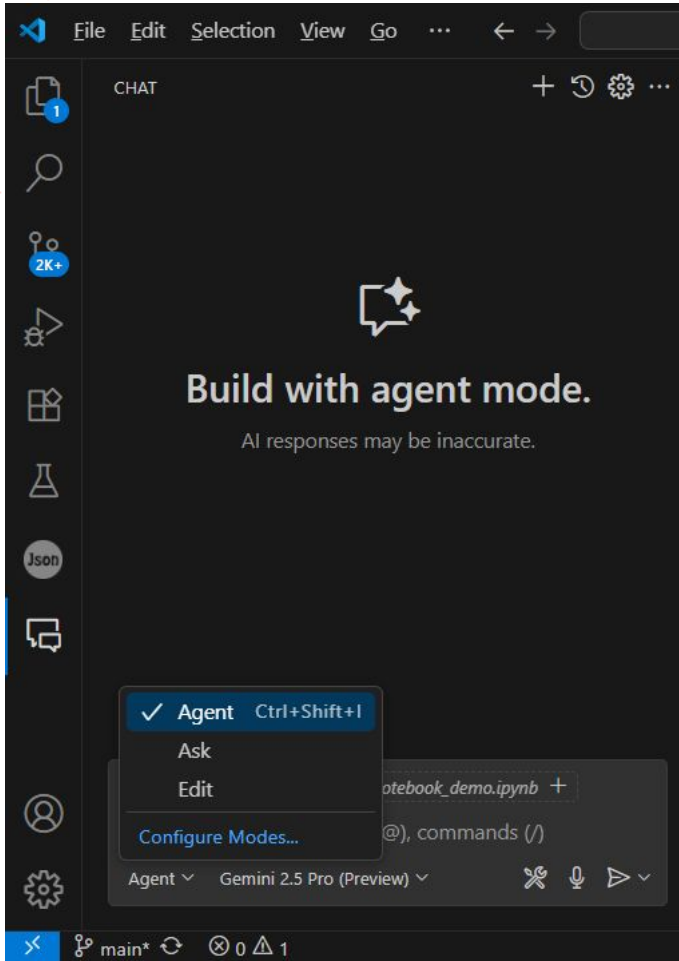 File Edit Selection View Go ...
CHAT
1
2K+
Build with agent mode.
AI responses may be inaccurate.
Json
Agent Ctrl+Shift+I
Ask
Edit
otebook_demo.ipynb +
Configure Modes...
@), commands (/)
Agent Gemini 2.5 Pro (Preview)
main* 0 1